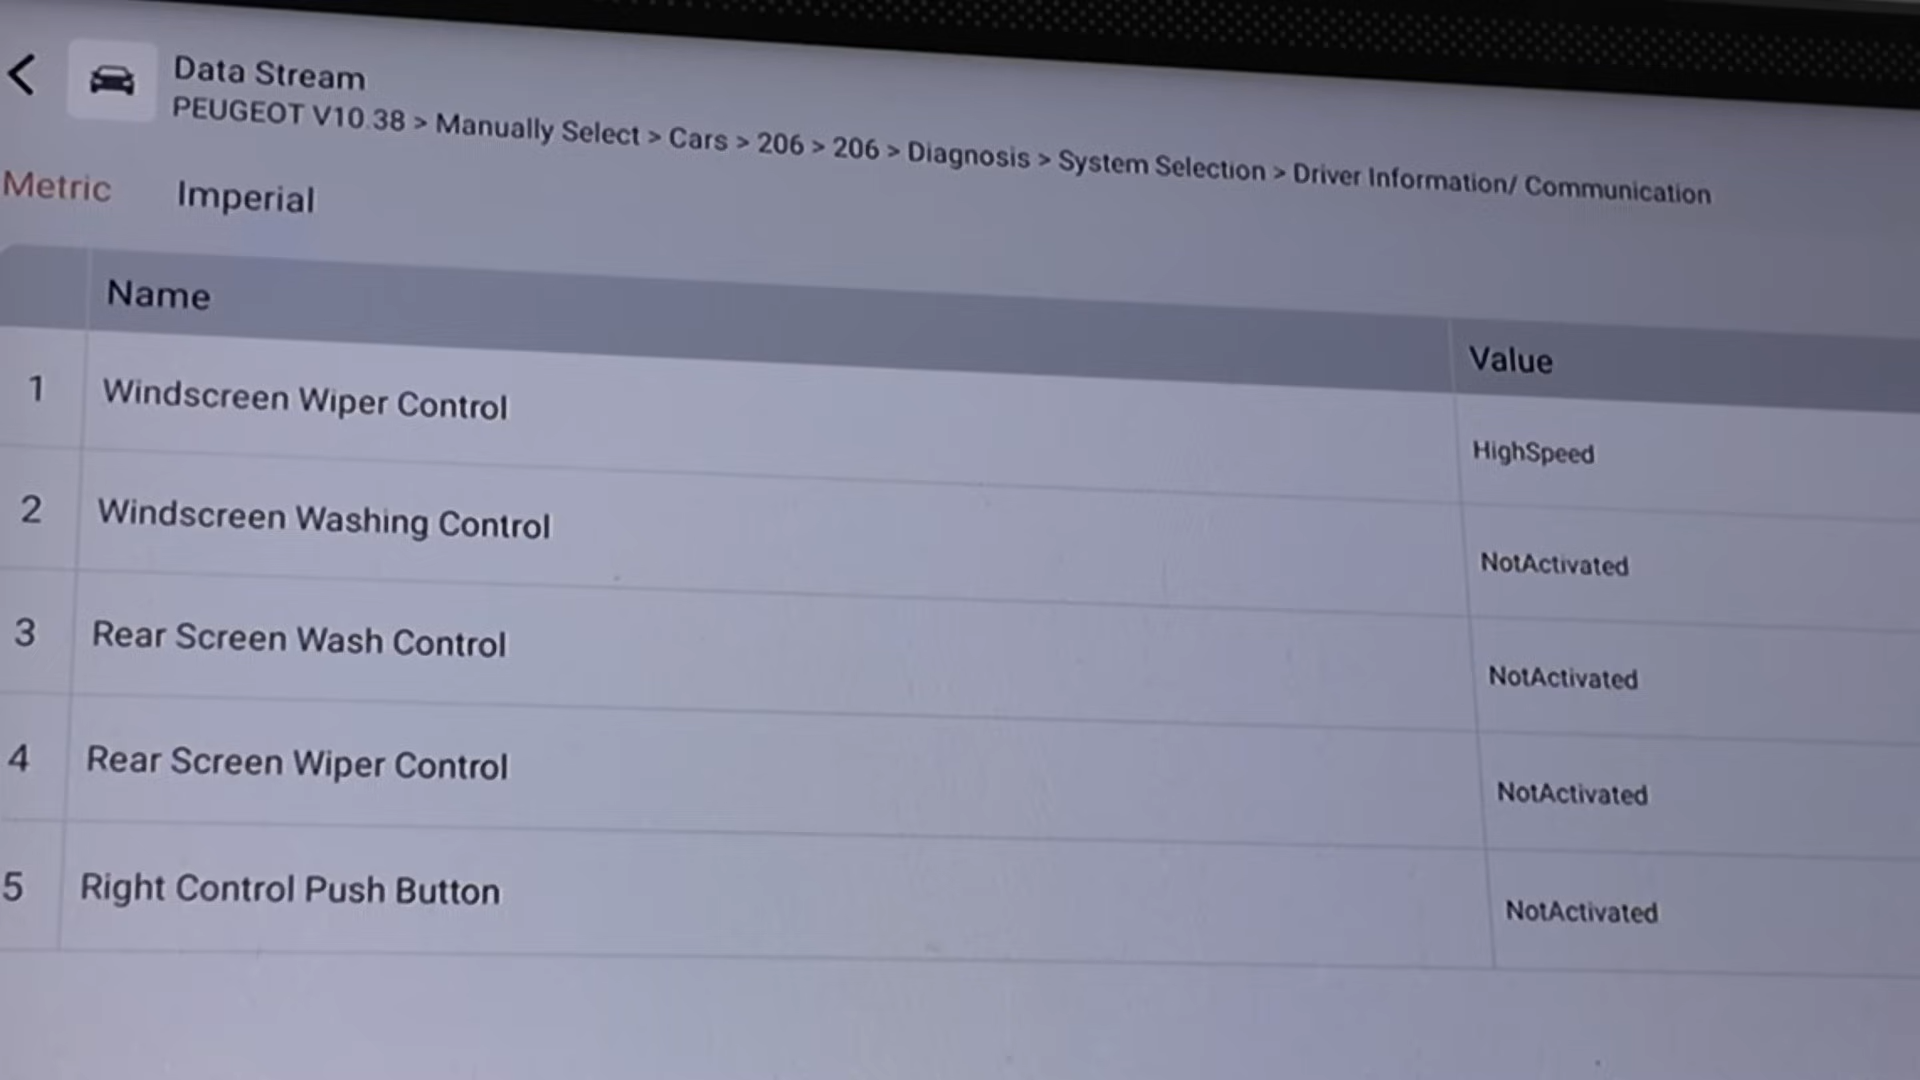 Data Stream
PEUGEOT V10.38 > Manually Select > Cars > 206 > 206 > Diagnosis > System Selection > Driver Information/ Communication
Metric Imperial
Name Value
1 Windscreen Wiper Control HighSpeed
2 Windscreen Washing Control NotActivated
3 Rear Screen Wash Control NotActivated
4 Rear Screen Wiper Control NotActivated
5 Right Control Push Button NotActivated